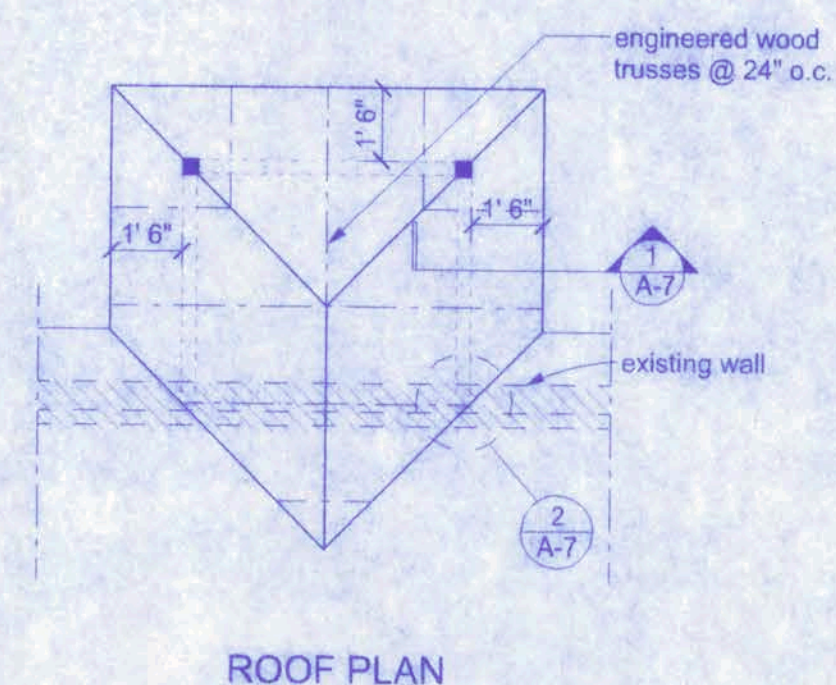 engineered wood
trusses @ 24" o.c.
1' 6"
1' 6"
1' 6"
1
A-7
existing wall
2
A-7
ROOF PLAN